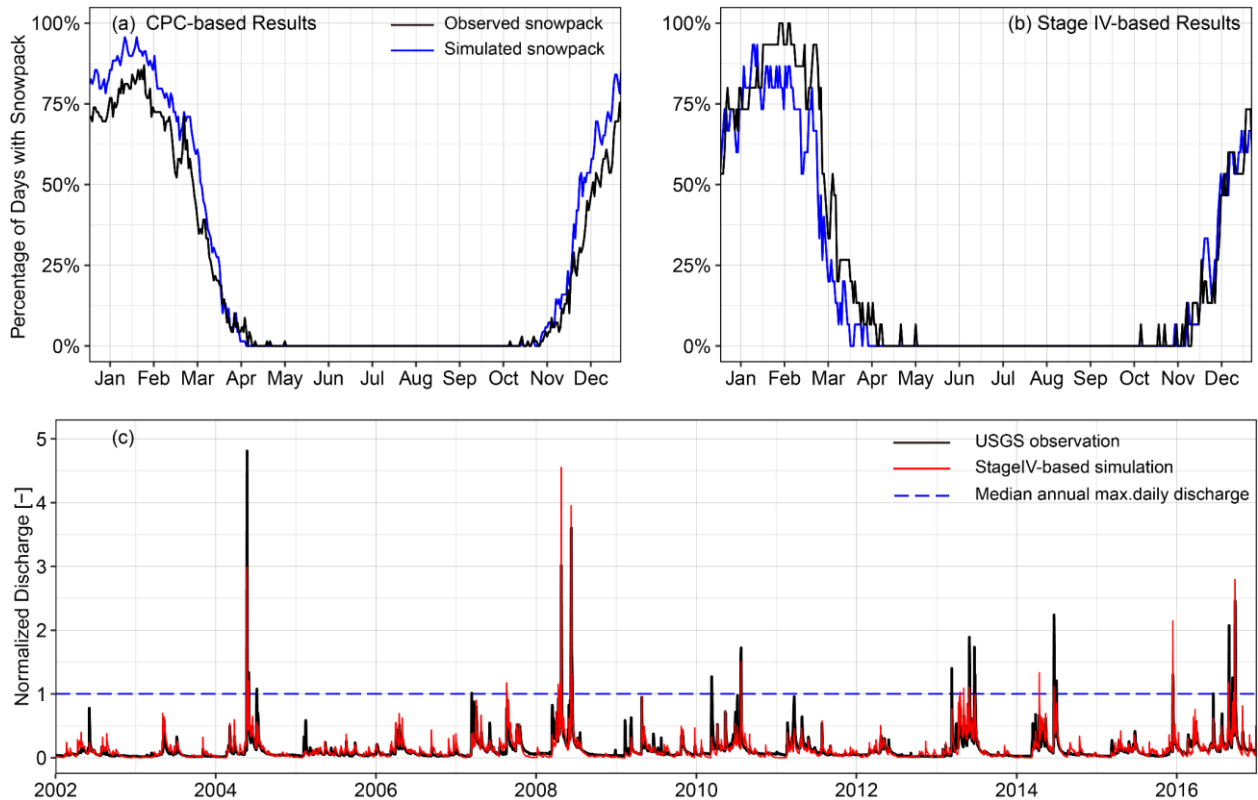 (a) CPC-based Results
Observed snowpack
Simulated snowpack
(b) Stage IV-based Results
Percentage of Days with Snowpack
100%
75%
50%
25%
0%
Jan Feb Mar Apr May Jun Jul Aug Sep Oct Nov Dec
100%
75%
50%
25%
0%
Jan Feb Mar Apr May Jun Jul Aug Sep Oct Nov Dec
(c)
USGS observation
StageIV-based simulation
Median annual max.daily discharge
Normalized Discharge [−]
5
4
3
2
1
0
2002 2004 2006 2008 2010 2012 2014 2016